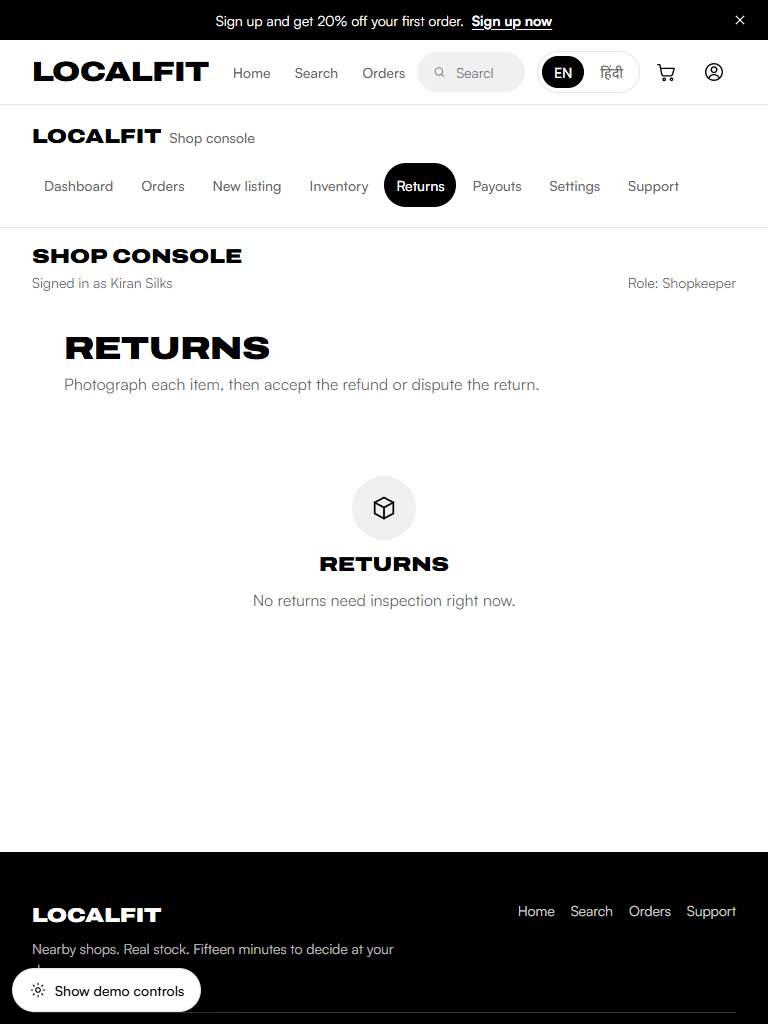 Sign up and get 20% off your first order. Sign up now
LOCALFIT Home Search Orders Search EN हिंदी
LOCALFIT Shop console
Dashboard Orders New listing Inventory Returns Payouts Settings Support
SHOP CONSOLE
Signed in as Kiran Silks Role: Shopkeeper
RETURNS
Photograph each item, then accept the refund or dispute the return.
RETURNS
No returns need inspection right now.
LOCALFIT Home Search Orders Support
Nearby shops. Real stock. Fifteen minutes to decide at your
Show demo controls